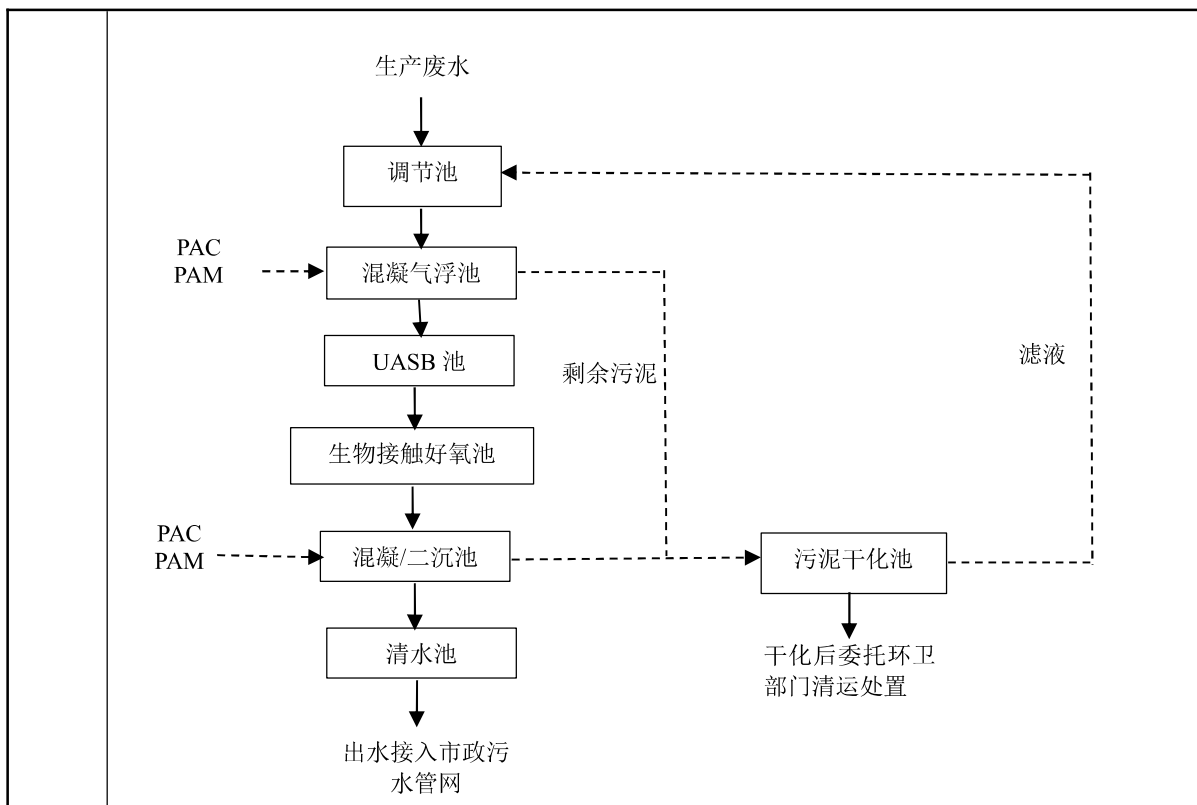 生产废水
调节池
PAC
PAM
混凝气浮池
UASB 池
剩余污泥
滤液
生物接触好氧池
PAC
PAM
混凝/二沉池
污泥干化池
清水池
干化后委托环卫
部门清运处置
出水接入市政污
水管网